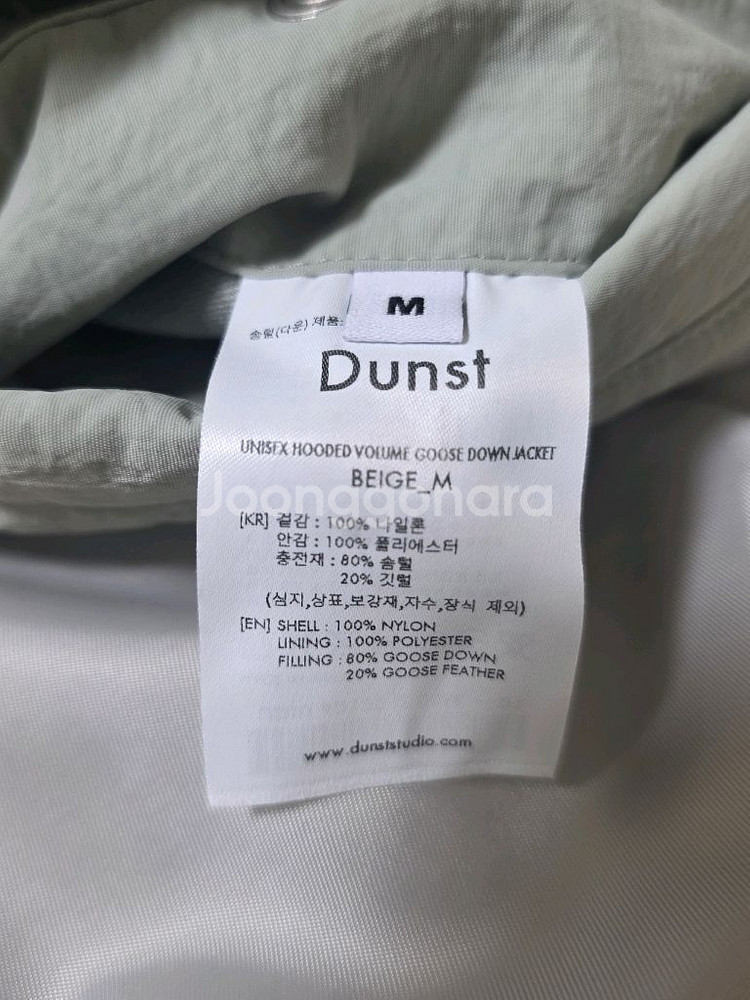 M
솜털(다운) 제품:
Dunst
UNISEX HOODED VOLUME GOOSE DOWN JACKET
BEIGE_M
Joonggonara
[KR] 겉감 : 100% 나일론
안감 : 100% 폴리에스터
충전재 : 80% 솜털
20% 깃털
(심지,상표,보강재,자수,장식 제외)
[EN] SHELL : 100% NYLON
LINING : 100% POLYESTER
FILLING : 80% GOOSE DOWN
20% GOOSE FEATHER
www.dunststudio.com